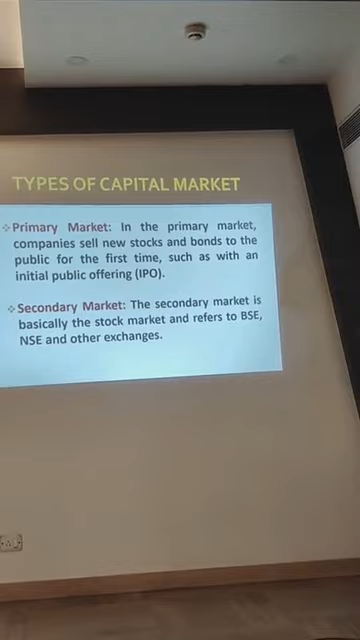 TYPES OF CAPITAL MARKET
Primary Market: In the primary market,
companies sell new stocks and bonds to the
public for the first time, such as with an
initial public offering (IPO).
Secondary Market: The secondary market is
basically the stock market and refers to BSE,
NSE and other exchanges.